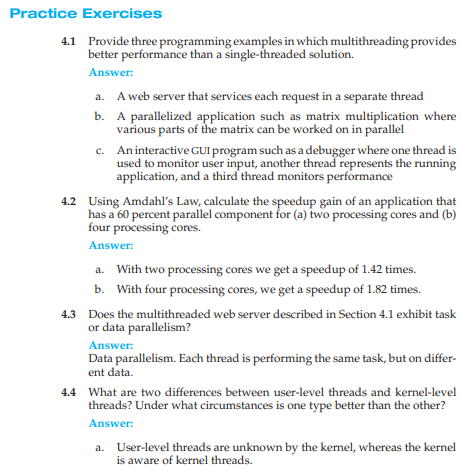 Practice Exercises
4.1 Provide three programming examples in which multithreading provides
better performance than a single-threaded solution.
Answer:
a. A web server that services each request in a separate thread
b. A parallelized application such as matrix multiplication where
various parts of the matrix can be worked on in parallel
c. An interactive GUI program such as a debugger where one thread is
used to monitor user input, another thread represents the running
application, and a third thread monitors performance
4.2 Using Amdahl's Law, calculate the speedup gain of an application that
has a 60 percent parallel component for (a) two processing cores and (b)
four processing cores.
Answer:
a. With two processing cores we get a speedup of 1.42 times.
b. With four processing cores, we get a speedup of 1.82 times.
4.3 Does the multithreaded web server described in Section 4.1 exhibit task
or data parallelism?
Answer:
Data parallelism. Each thread is performing the same task, but on differ-
ent data.
4.4 What are two differences between user-level threads and kernel-level
threads? Under what circumstances is one type better than the other?
Answer:
a. User-level threads are unknown by the kernel, whereas the kernel
is aware of kernel threads.